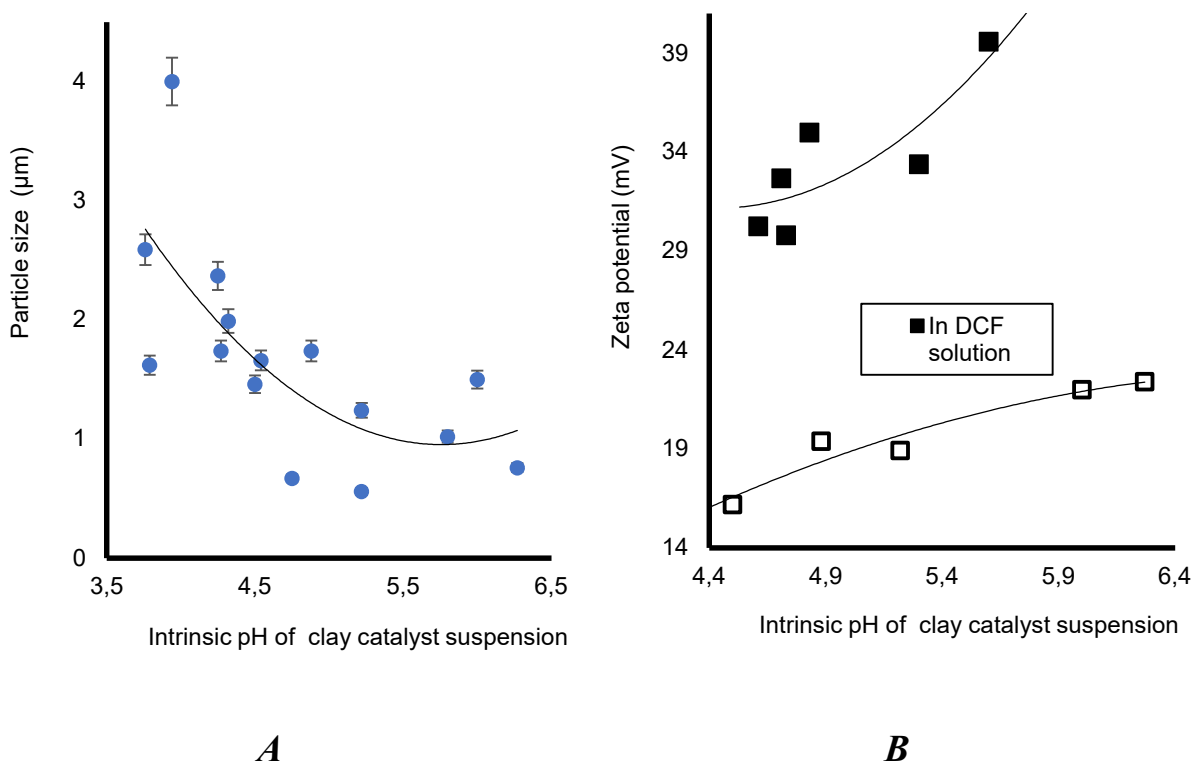 Particle size (µm)
4
3
2
1
0
3,5 4,5 5,5 6,5
Intrinsic pH of clay catalyst suspension
A
Zeta potential (mV)
39
34
29
24
19
14
In DCF
solution
4,4 4,9 5,4 5,9 6,4
Intrinsic pH of clay catalyst suspension
B